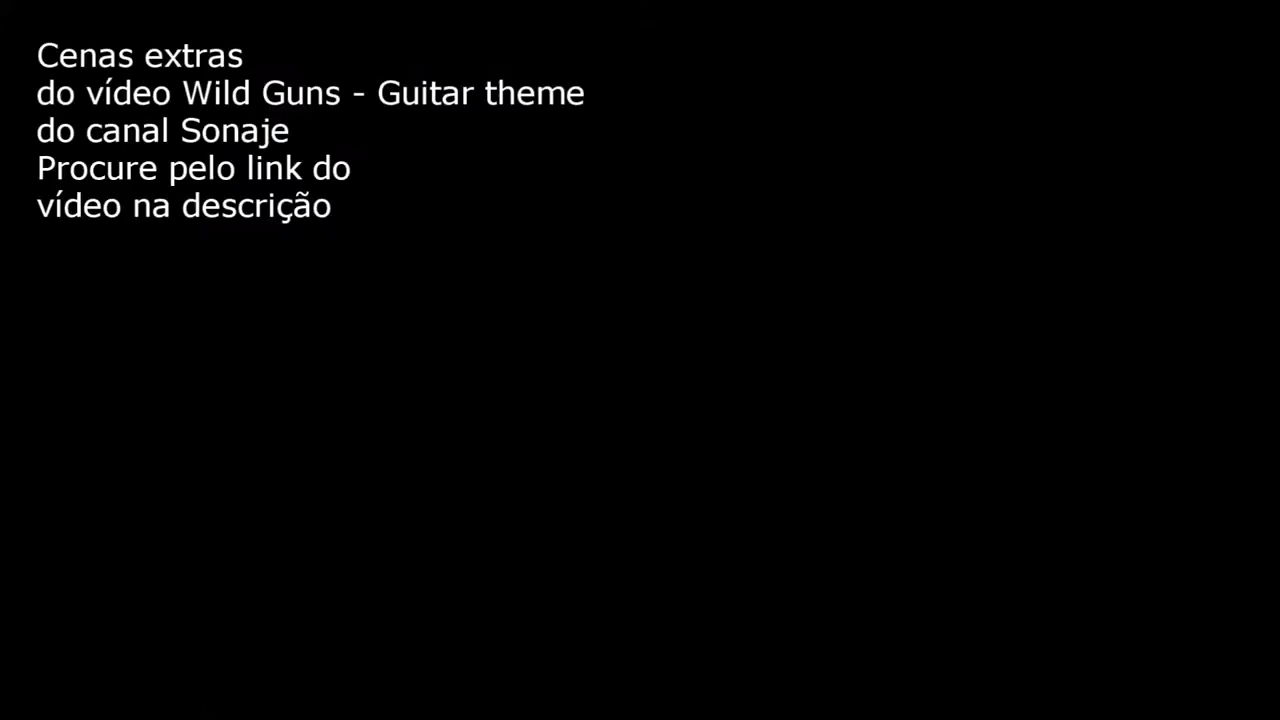 Cenas extras
do vídeo Wild Guns - Guitar theme
do canal Sonaje
Procure pelo link do
vídeo na descrição